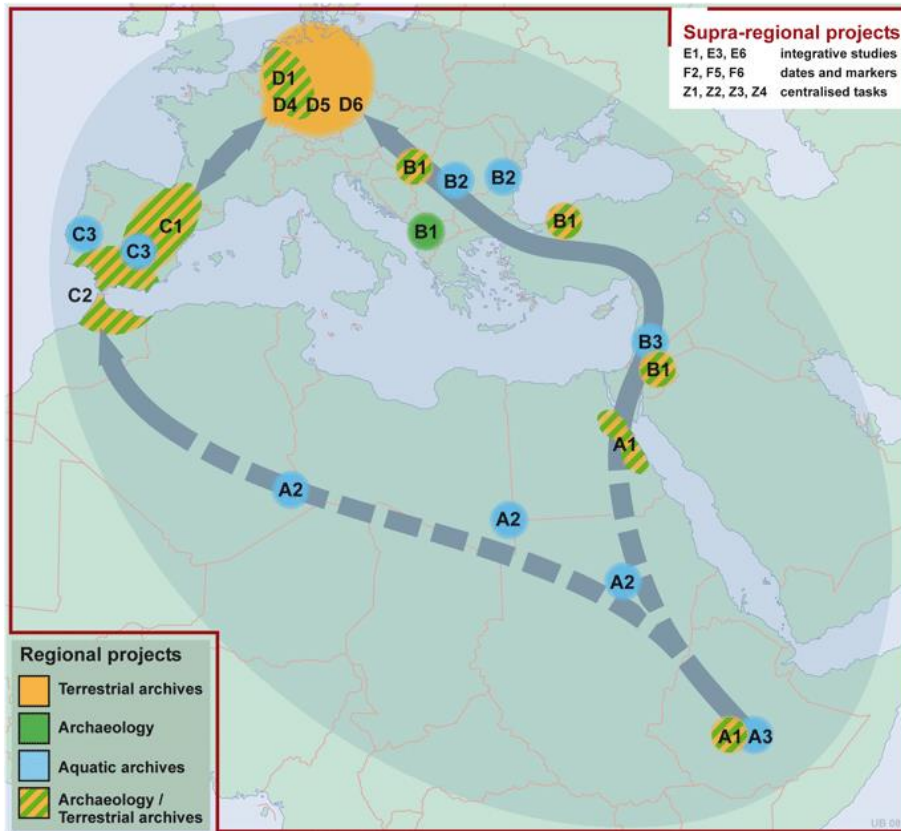 Supra-regional projects
E1, E3, E6 integrative studies
F2, F5, F6 dates and markers
Z1, Z2, Z3, Z4 centralised tasks
D1
D4 D5 D6
B1
B2
B2
C1
B1
C3
C3
B1
C2
B3
B1
A1
A2
A2
A2
A1 A3
Regional projects
Terrestrial archives
Archaeology
Aquatic archives
Archaeology /
Terrestrial archives
UB 08